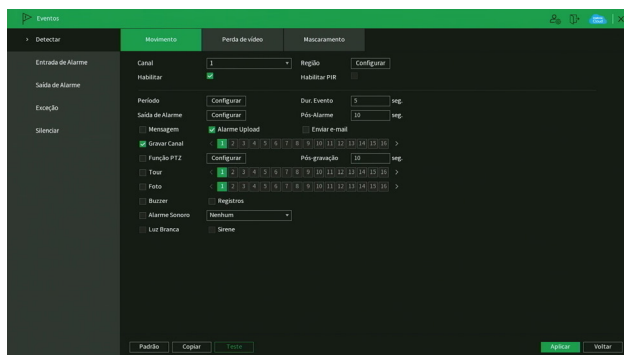 Eventos
Detectar
Entrada de Alarme
Saída de Alarme
Exceção
Silenciar
Movimento Perda de vídeo Mascaramento
Canal 1 Região Configurar
Habilitar Habilitar PIR
Período Configurar Dur. Evento 5 seg.
Saída de Alarme Configurar Pós-Alarme 10 seg.
Mensagem Alarme Upload Enviar e-mail
Gravar Canal < 1 2 3 4 5 6 7 8 9 10 11 12 13 14 15 16 >
Função PTZ Configurar Pós-gravação 10 seg.
Tour < 1 2 3 4 5 6 7 8 9 10 11 12 13 14 15 16 >
Foto < 1 2 3 4 5 6 7 8 9 10 11 12 13 14 15 16 >
Buzzer Registros
Alarme Sonoro Nenhum
Luz Branca Sirene
Padrão Copiar Teste Aplicar Voltar